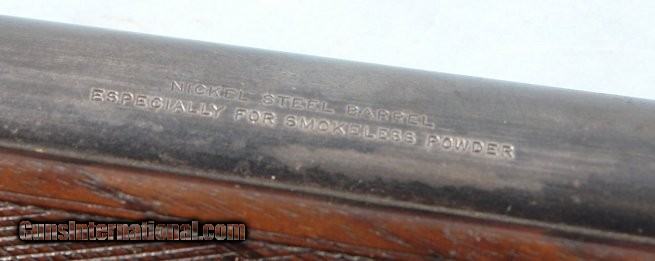 NICKEL STEEL BARREL
ESPECIALLY FOR SMOKELESS POWDER
GunsInternational.com